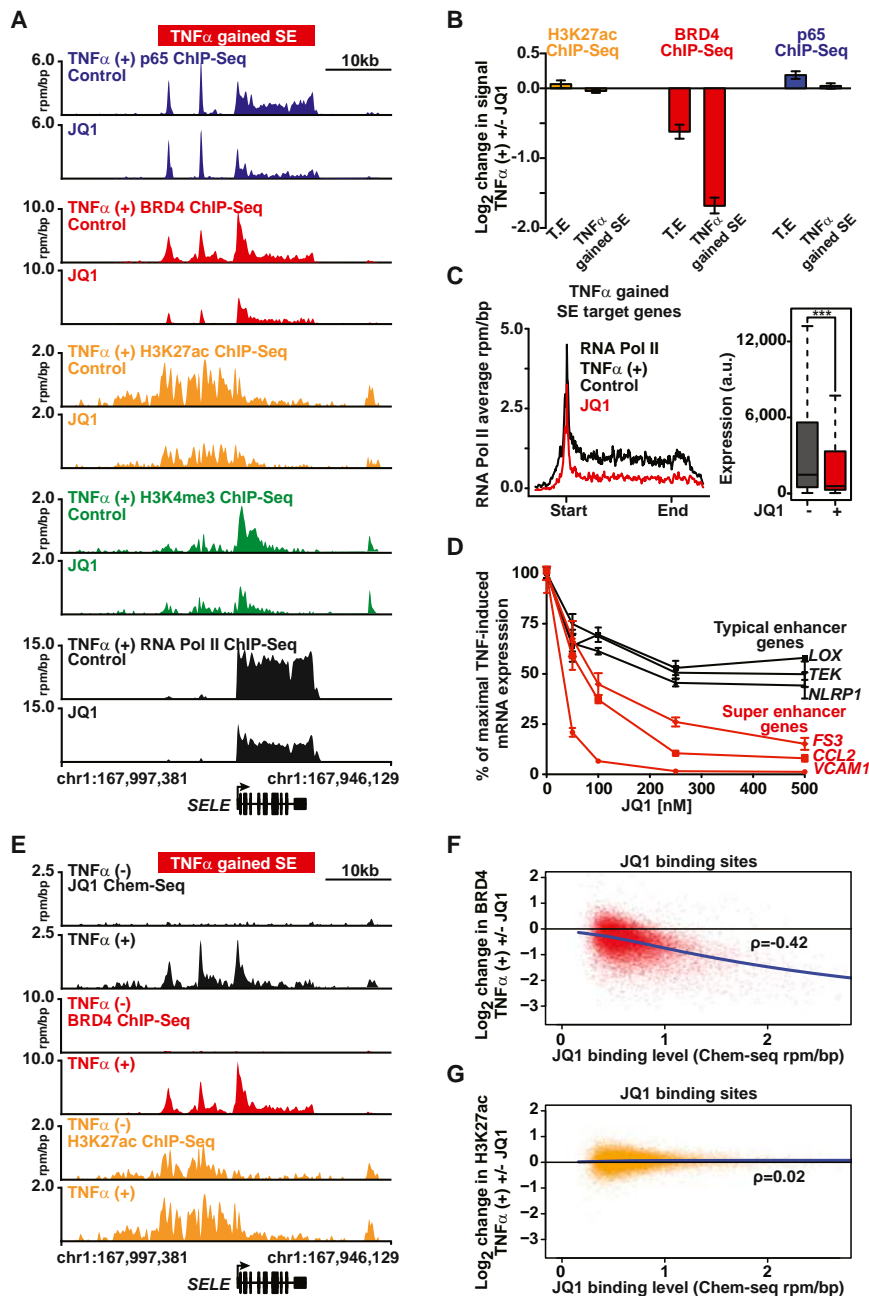 A
TNFα gained SE
10kb
TNFα (+) p65 ChIP-Seq
Control
6.0
rpm/bp
6.0
JQ1
TNFα (+) BRD4 ChIP-Seq
Control
10.0
rpm/bp
10.0
JQ1
TNFα (+) H3K27ac ChIP-Seq
Control
2.0
rpm/bp
2.0
JQ1
TNFα (+) H3K4me3 ChIP-Seq
Control
2.0
rpm/bp
2.0
JQ1
TNFα (+) RNA Pol II ChIP-Seq
Control
15.0
rpm/bp
15.0
JQ1
chr1:167,997,381 chr1:167,946,129
SELE
B
H3K27ac ChIP-Seq
BRD4 ChIP-Seq
p65 ChIP-Seq
Log2 change in signal
TNFα (+) +/- JQ1
0.0
-0.5
-1.0
-1.5
-2.0
T.E
TNFα gained SE
T.E
TNFα gained SE
T.E
TNFα gained SE
C
TNFα gained
SE target genes
RNA Pol II average rpm/bp
5.0
2.5
0.0
RNA Pol II
TNFα (+)
Control
JQ1
Start End
***
Expression (a.u.)
12,000
6,000
0
JQ1 - +
D
% of maximal TNF-induced
mRNA expresssion
100
75
50
25
0
Typical enhancer
genes
LOX
TEK
NLRP1
Super enhancer
genes
FS3
CCL2
VCAM1
0 100 200 300 400 500
JQ1 [nM]
E
TNFα gained SE
10kb
TNFα (-)
JQ1 Chem-Seq
2.5
rpm/bp
2.5
TNFα (+)
TNFα (-)
BRD4 ChIP-Seq
10.0
rpm/bp
10.0
TNFα (+)
TNFα (-)
H3K27ac ChIP-Seq
2.0
rpm/bp
2.0
TNFα (+)
chr1:167,997,381 chr1:167,946,129
SELE
F
JQ1 binding sites
Log2 change in BRD4
TNFα (+) +/- JQ1
2
1
0
−1
−2
−3
ρ=-0.42
0 1 2
JQ1 binding level (Chem-seq rpm/bp)
G
JQ1 binding sites
Log2 change in H3K27ac
TNFα (+) +/- JQ1
2
1
0
−1
−2
−3
ρ=0.02
0 1 2
JQ1 binding level (Chem-seq rpm/bp)